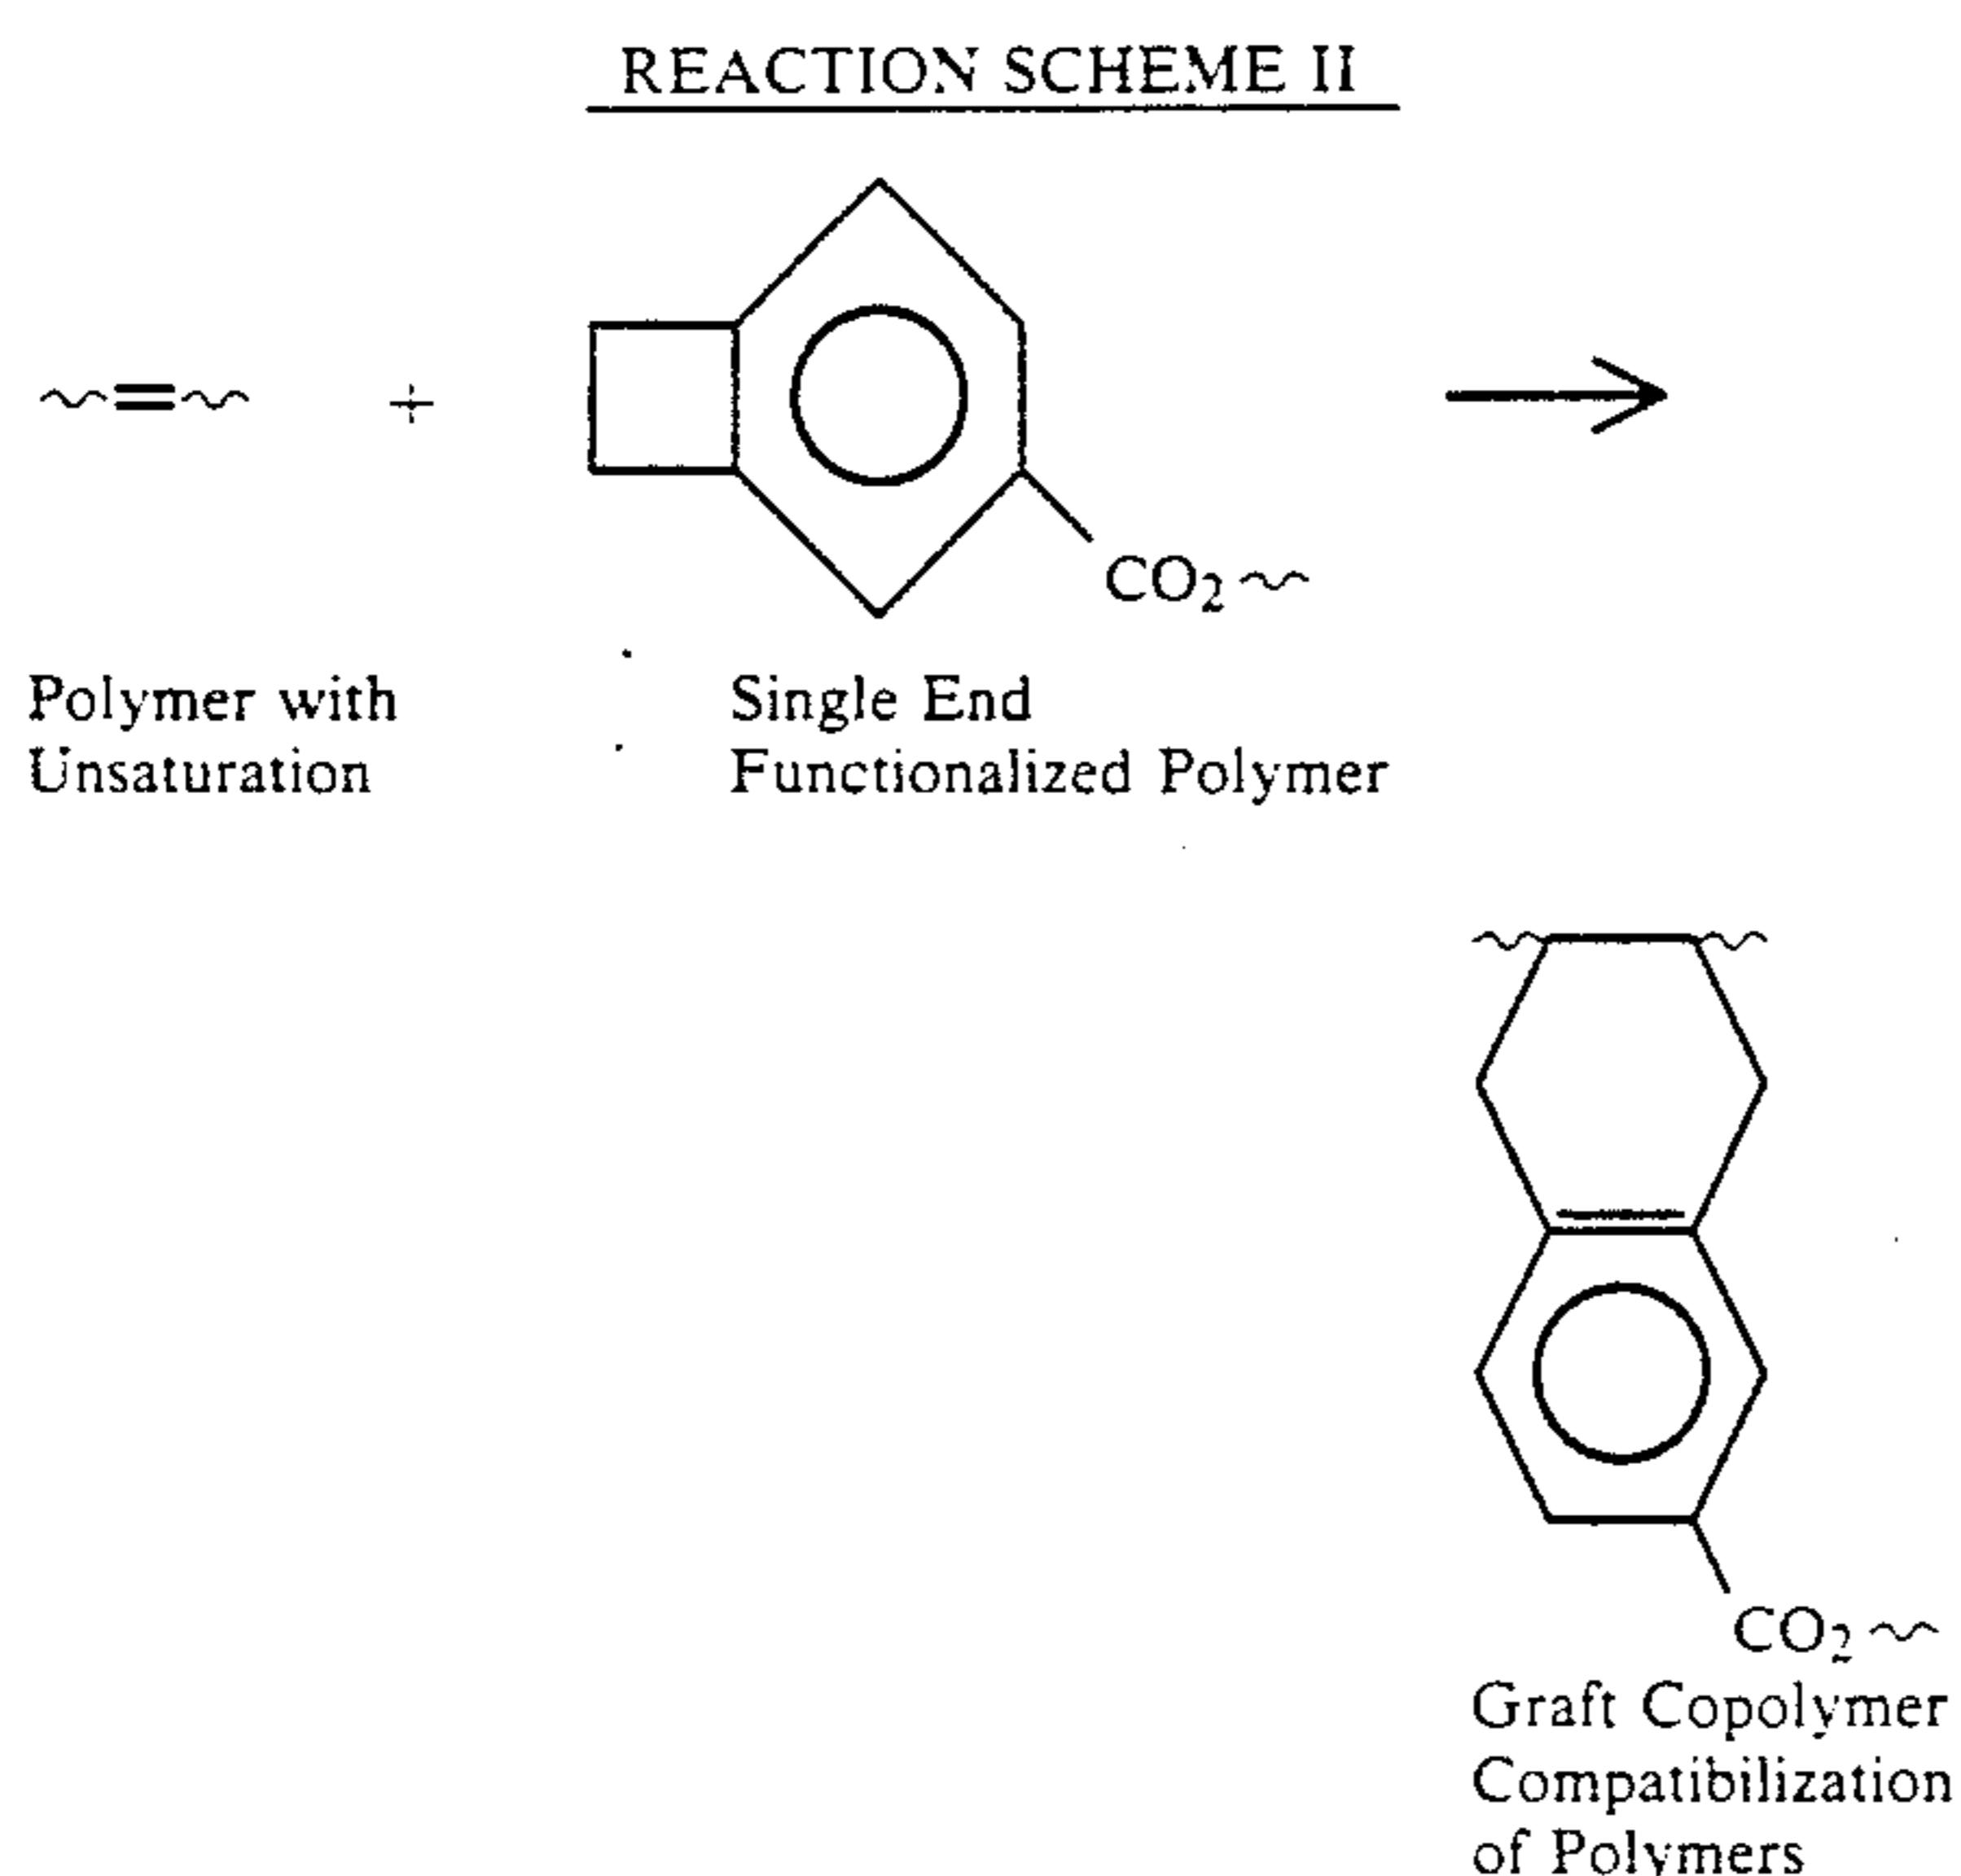 REACTION SCHEME II
+
CO₂
Polymer with
Unsaturation
Single End
Functionalized Polymer
CO₂
Graft Copolymer
Compatibilization
of Polymers